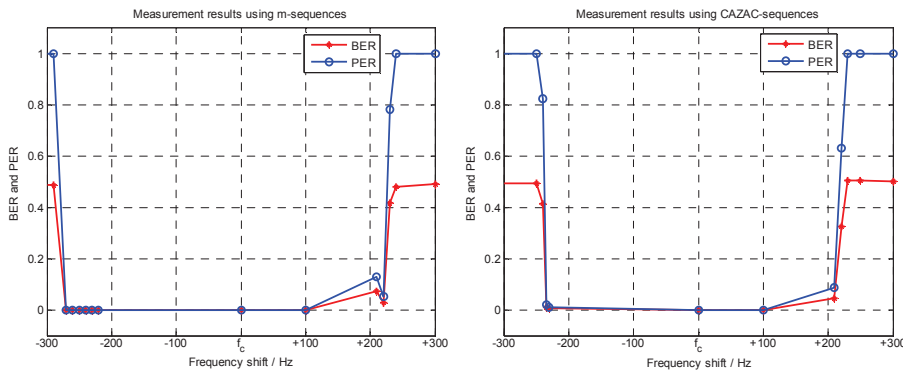 Measurement results using m-sequences
BER
PER
1
0.8
0.6
0.4
0.2
0
BER and PER
-300
-200
-100
f_c
+100
+200
+300
Frequency shift / Hz
Measurement results using CAZAC-sequences
BER
PER
1
0.8
0.6
0.4
0.2
0
BER and PER
-300
-200
-100
f_c
+100
+200
+300
Frequency shift / Hz